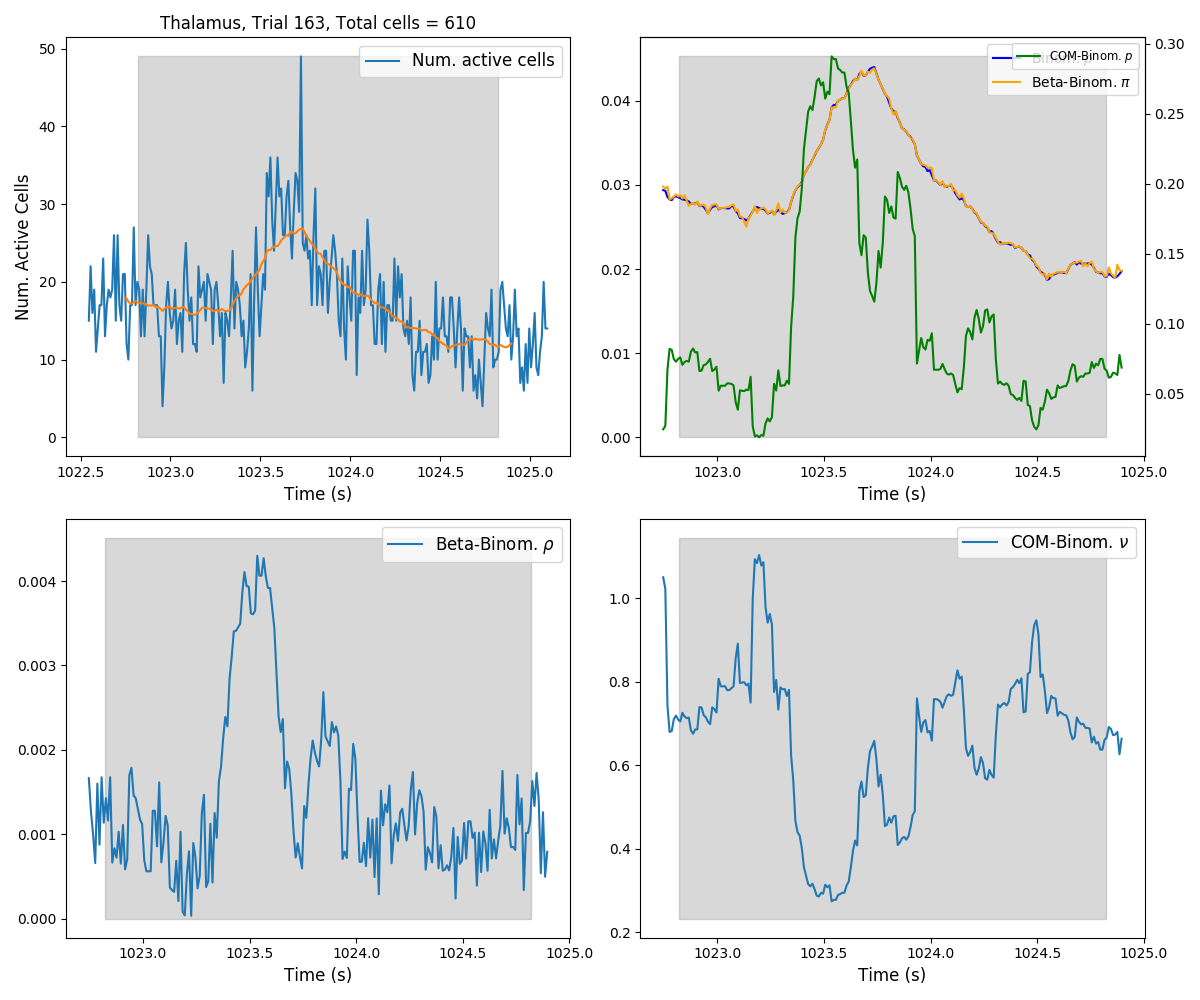 Thalamus, Trial 163, Total cells = 610
Num. Active Cells
50
40
30
20
10
0
Num. active cells
1022.5 1023.0 1023.5 1024.0 1024.5 1025.0
Time (s)
0.04
0.03
0.02
0.01
0.00
COM-Binom. p
Beta-Binom. π
0.30
0.25
0.20
0.15
0.10
0.05
1023.0 1023.5 1024.0 1024.5 1025.0
Time (s)
0.004
0.003
0.002
0.001
0.000
Beta-Binom. ρ
1023.0 1023.5 1024.0 1024.5 1025.0
Time (s)
1.0
0.8
0.6
0.4
0.2
COM-Binom. ν
1023.0 1023.5 1024.0 1024.5 1025.0
Time (s)